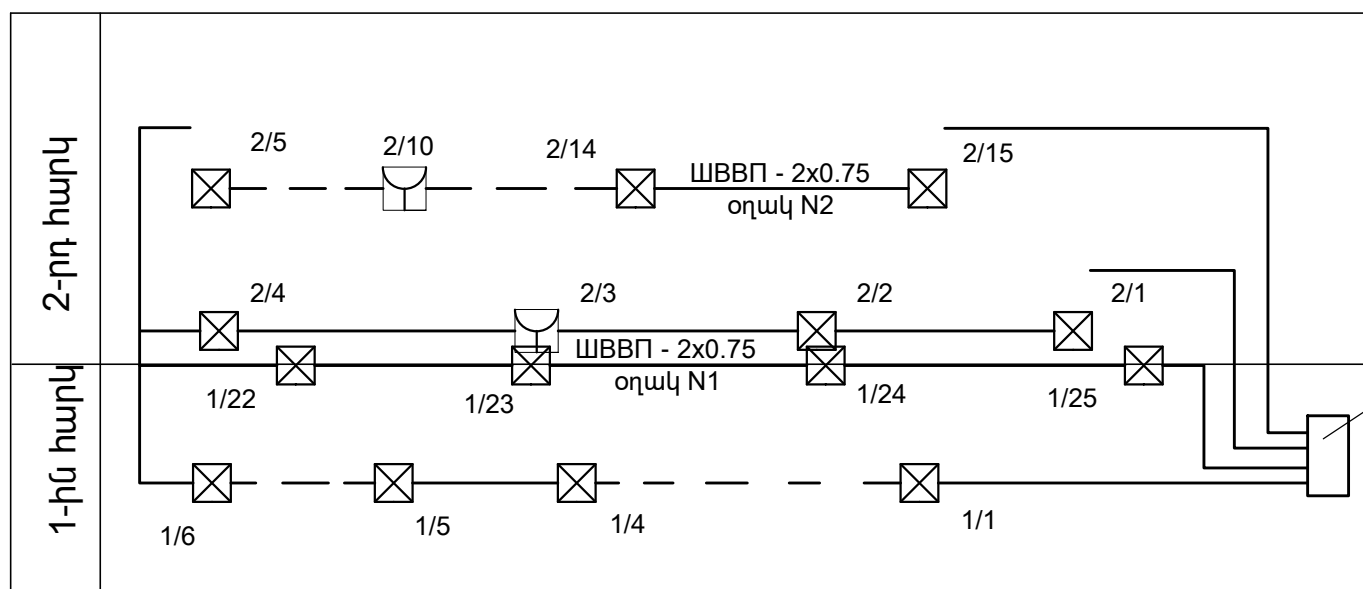 2-րդ հարկ
2/5
2/10
2/14
ШВВП - 2x0.75
օղակ N2
2/15
2/4
2/3
2/2
2/1
ШВВП - 2x0.75
օղակ N1
1-ին հարկ
1/22
1/23
1/24
1/25
1/6
1/5
1/4
1/1